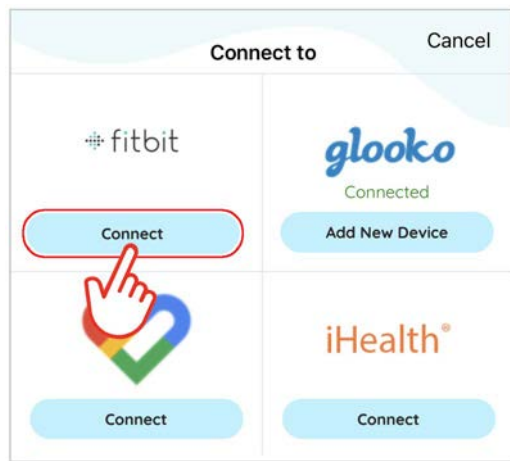 Connect to
Cancel
fitbit
Connect
glooko
Connected
Add New Device
Connect
iHealth®
Connect